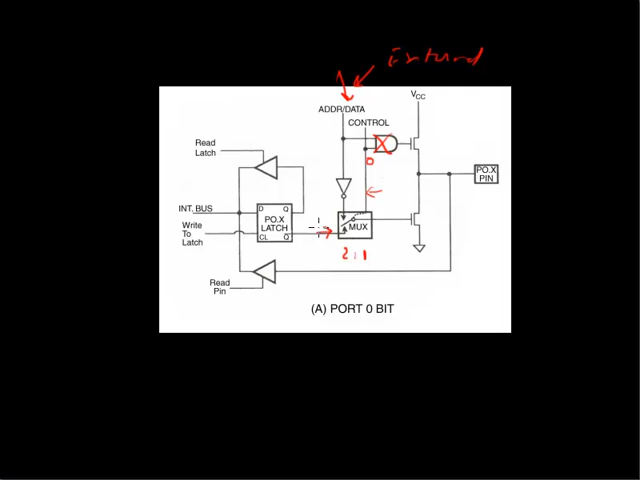 External
ADDR/DATA
VCC
CONTROL
Read
Latch
0
P0.X
PIN
INT. BUS
D Q
P0.X
LATCH
CL Q
MUX
Write
To
Latch
2:1
Read
Pin
(A) PORT 0 BIT